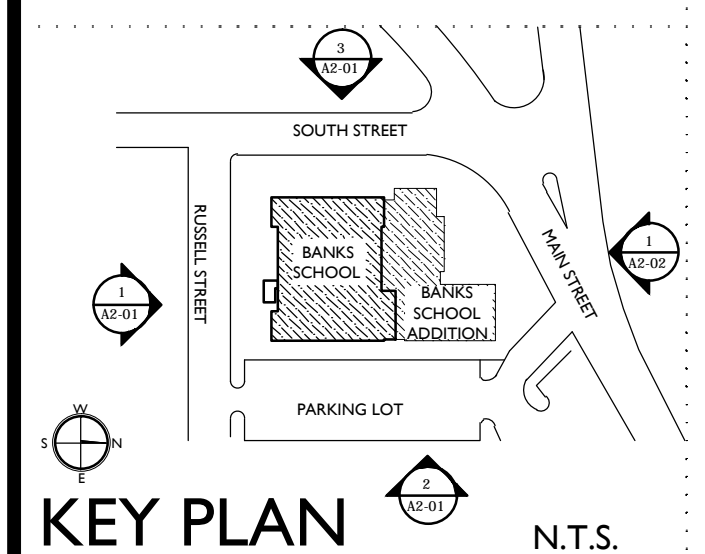 3
A2-01
SOUTH STREET
RUSSELL STREET
BANKS
SCHOOL
MAIN STREET
1
A2-02
1
A2-01
BANKS
SCHOOL
ADDITION
PARKING LOT
W
S
N
E
2
A2-01
KEY PLAN
N.T.S.